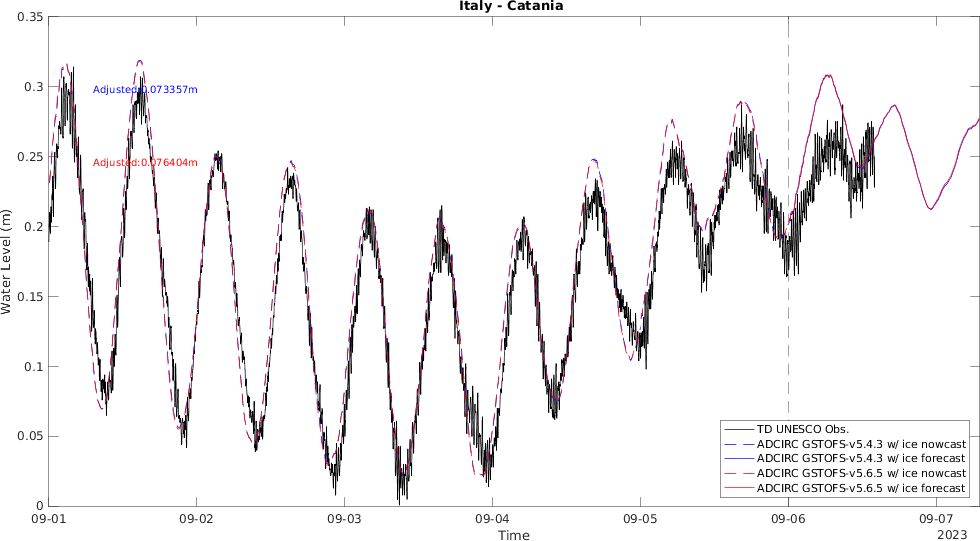 Italy - Catania
0.35
0.3
0.25
0.2
0.15
0.1
0.05
0
Water Level (m)
Adjusted:0.073357m
Adjusted:0.076404m
TD UNESCO Obs.
ADCIRC GSTOFS-v5.4.3 w/ ice nowcast
ADCIRC GSTOFS-v5.4.3 w/ ice forecast
ADCIRC GSTOFS-v5.6.5 w/ ice nowcast
ADCIRC GSTOFS-v5.6.5 w/ ice forecast
09-01 09-02 09-03 09-04 09-05 09-06 09-07
Time
2023